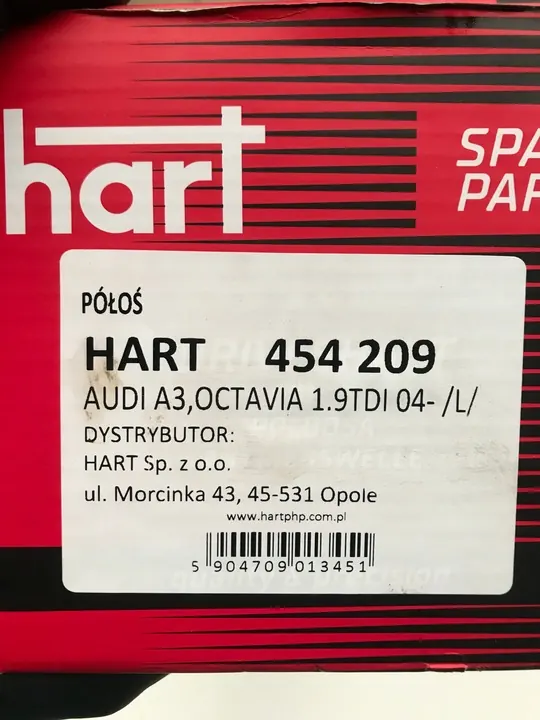 hart
SPA
PAR
PÓŁOŚ
HART 454 209
AUDI A3,OCTAVIA 1.9TDI 04- /L/
DYSTRYBUTOR:
HART Sp. z o.o.
ul. Morcinka 43, 45-531 Opole
www.hartphp.com.pl
5 904709 013451